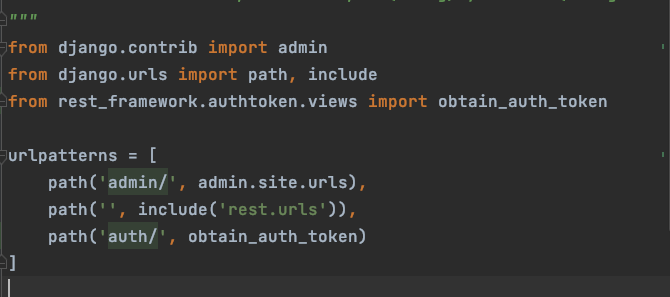 """
from django.contrib import admin
from django.urls import path, include
from rest_framework.authtoken.views import obtain_auth_token

urlpatterns = [
    path('admin/', admin.site.urls),
    path('', include('rest.urls')),
    path('auth/', obtain_auth_token)
]